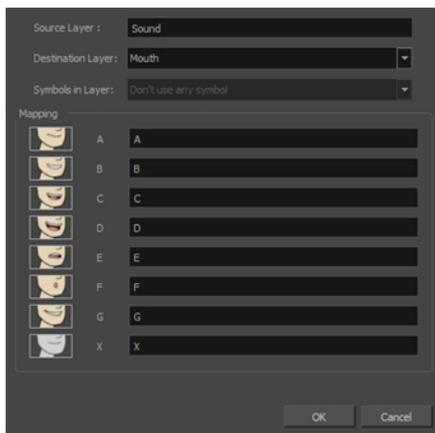 Source Layer : Sound
Destination Layer: Mouth
Symbols in Layer: Don't use any symbol
Mapping
A A
B B
C C
D D
E E
F F
G G
X X
OK Cancel